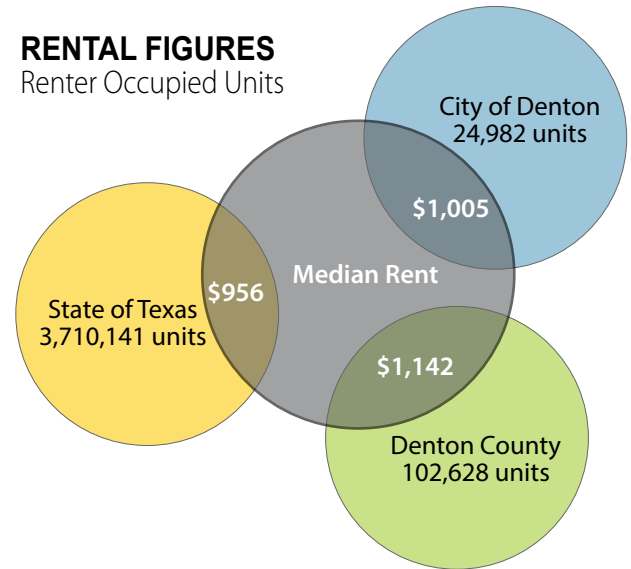 RENTAL FIGURES
Renter Occupied Units
City of Denton
24,982 units
$1,005
Median Rent
$956
State of Texas
3,710,141 units
$1,142
Denton County
102,628 units